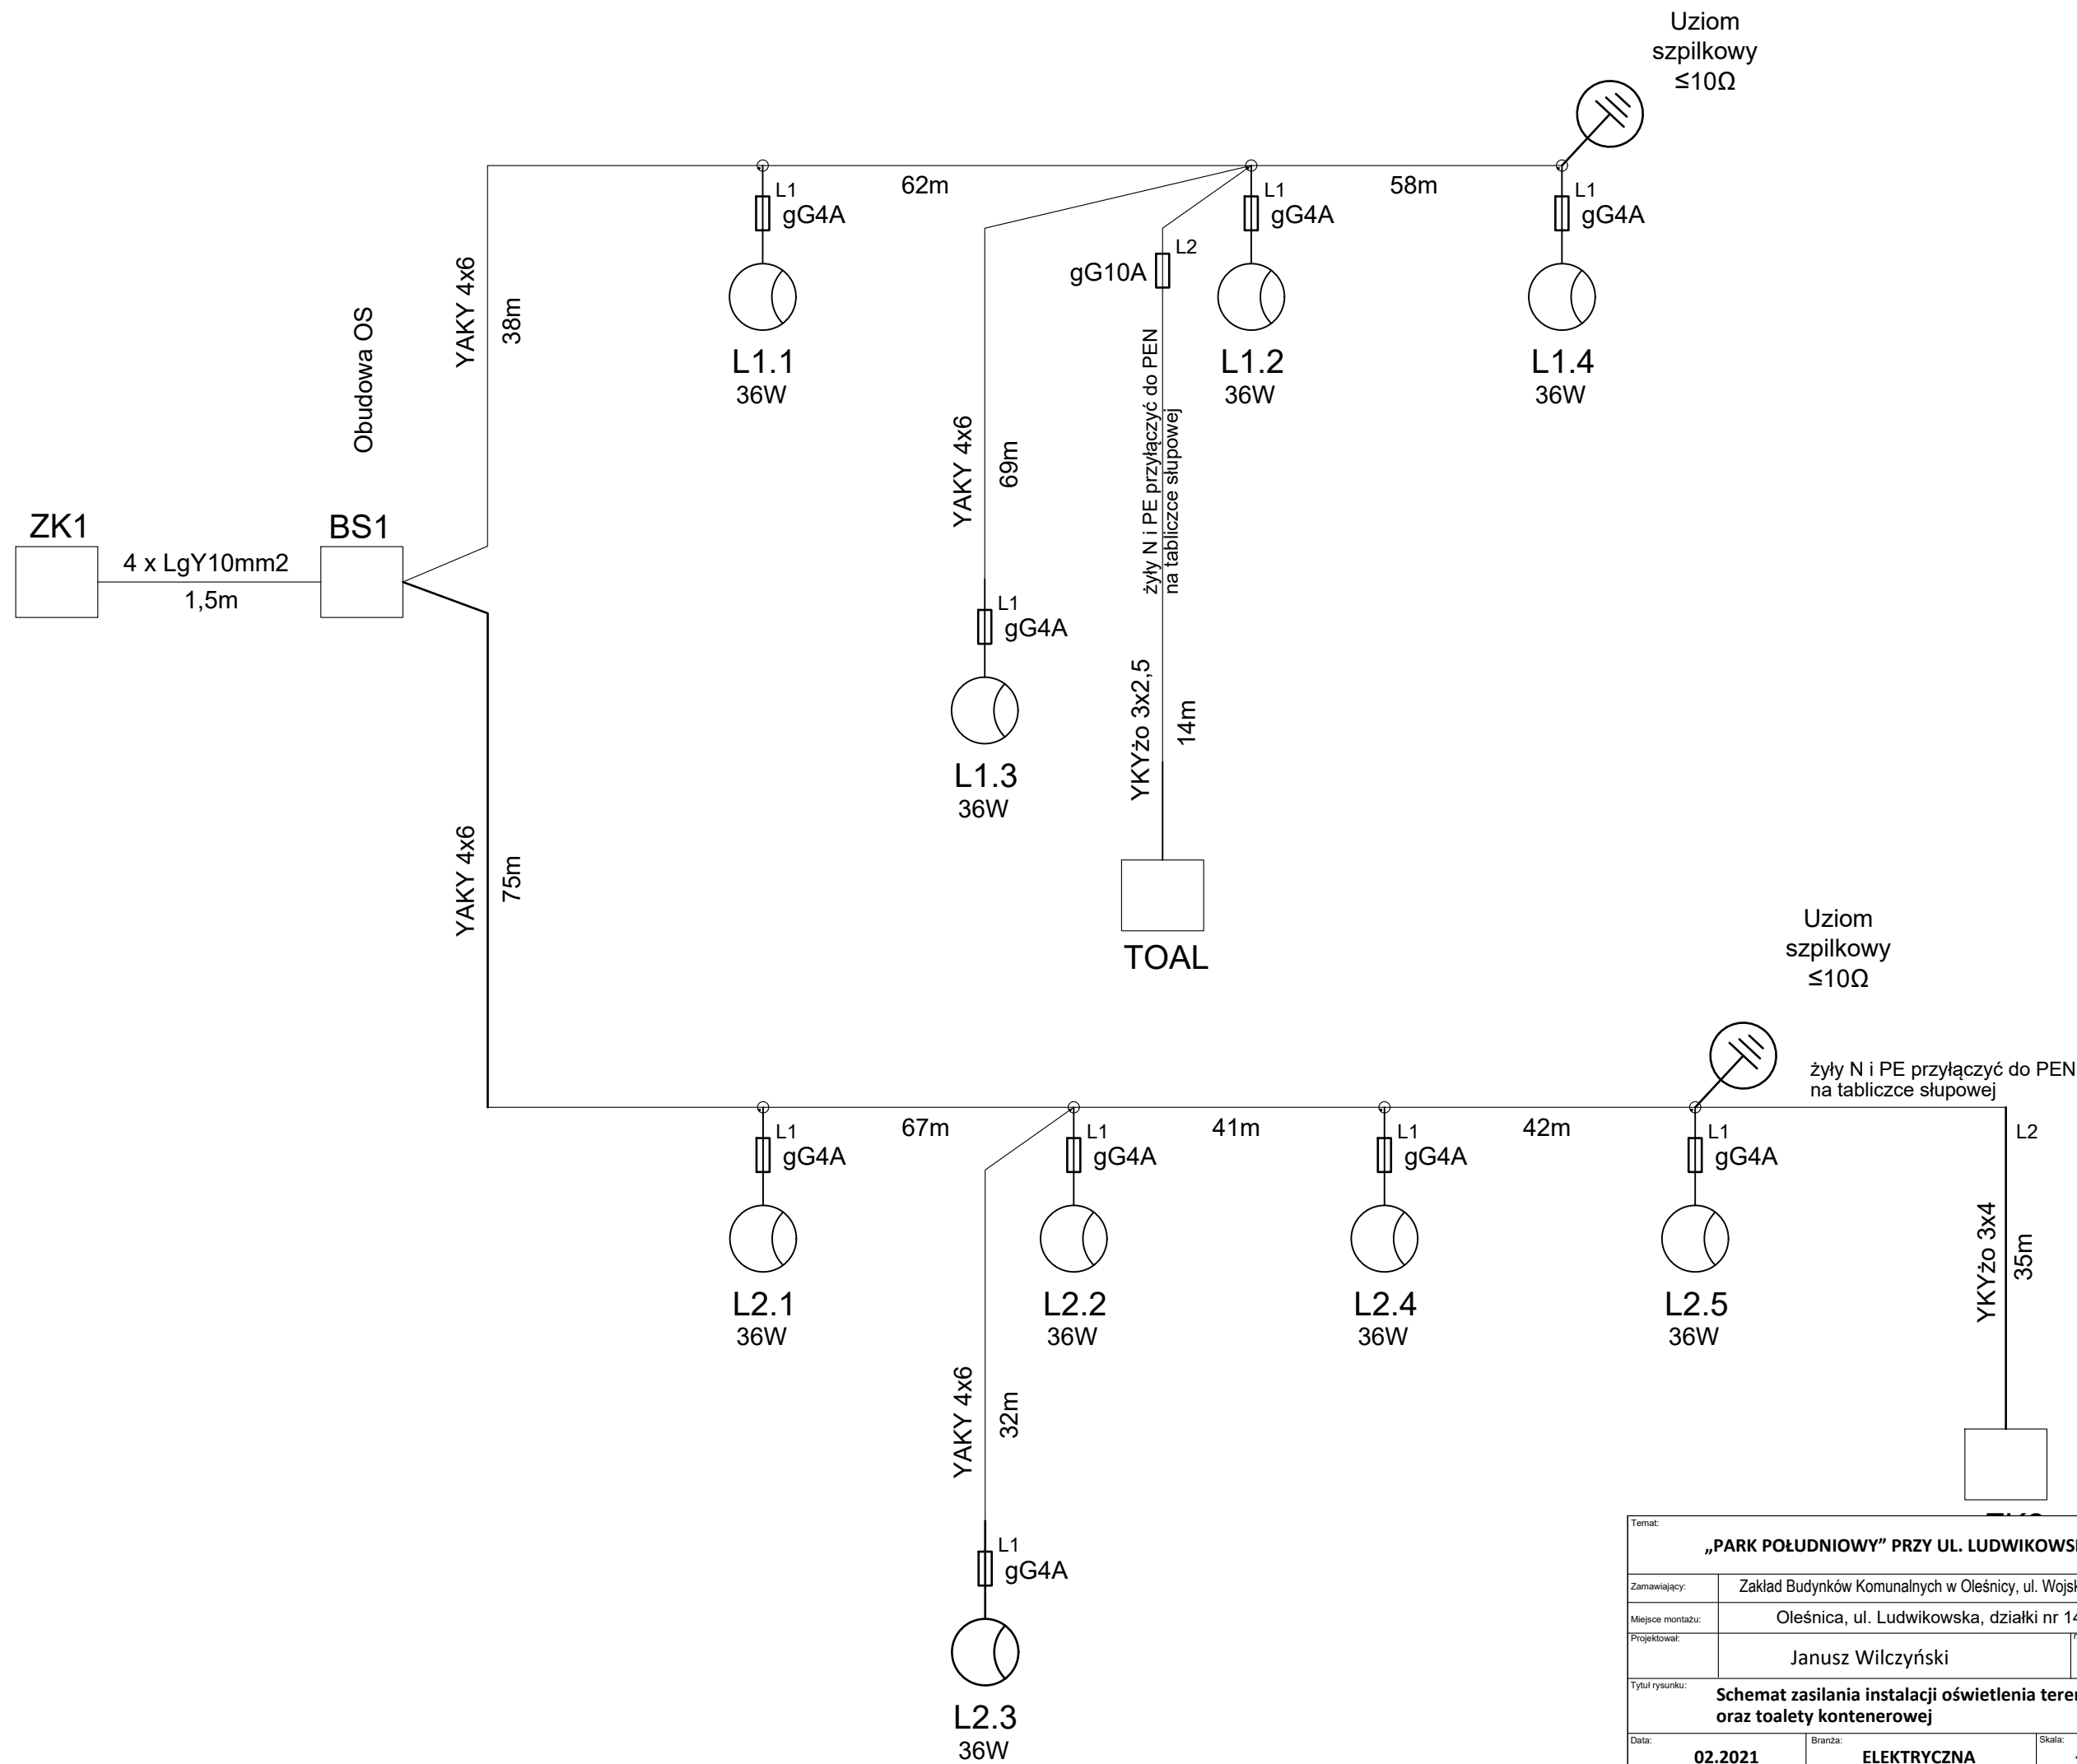 Uziom
szpilkowy
≤10Ω
62m
58m
L1
gG4A
L1
gG4A
L1
gG4A
L2
gG10A
YAKY 4x6
38m
Obudowa OS
L1.1
36W
L1.2
36W
L1.4
36W
żyły N i PE przyłączyć do PEN
na tabliczce słupowej
YAKY 4x6
69m
ZK1
4 x LgY10mm2
1,5m
BS1
L1
gG4A
YKYżo 3x2,5
14m
L1.3
36W
YAKY 4x6
75m
TOAL
Uziom
szpilkowy
≤10Ω
żyły N i PE przyłączyć do PEN
na tabliczce słupowej
67m
41m
42m
L1
gG4A
L1
gG4A
L1
gG4A
L1
gG4A
L2
YKYżo 3x4
35m
L2.1
36W
L2.2
36W
L2.4
36W
L2.5
36W
YAKY 4x6
32m
L1
gG4A
L2.3
36W
Temat:
„PARK POŁUDNIOWY” PRZY UL. LUDWIKOWS
Zamawiający:
Zakład Budynków Komunalnych w Oleśnicy, ul. Wojsk
Miejsce montażu:
Oleśnica, ul. Ludwikowska, działki nr 14
Projektował:
Janusz Wilczyński
Tytuł rysunku:
Schemat zasilania instalacji oświetlenia teren
oraz toalety kontenerowej
Data:
02.2021
Branża:
ELEKTRYCZNA
Skala: